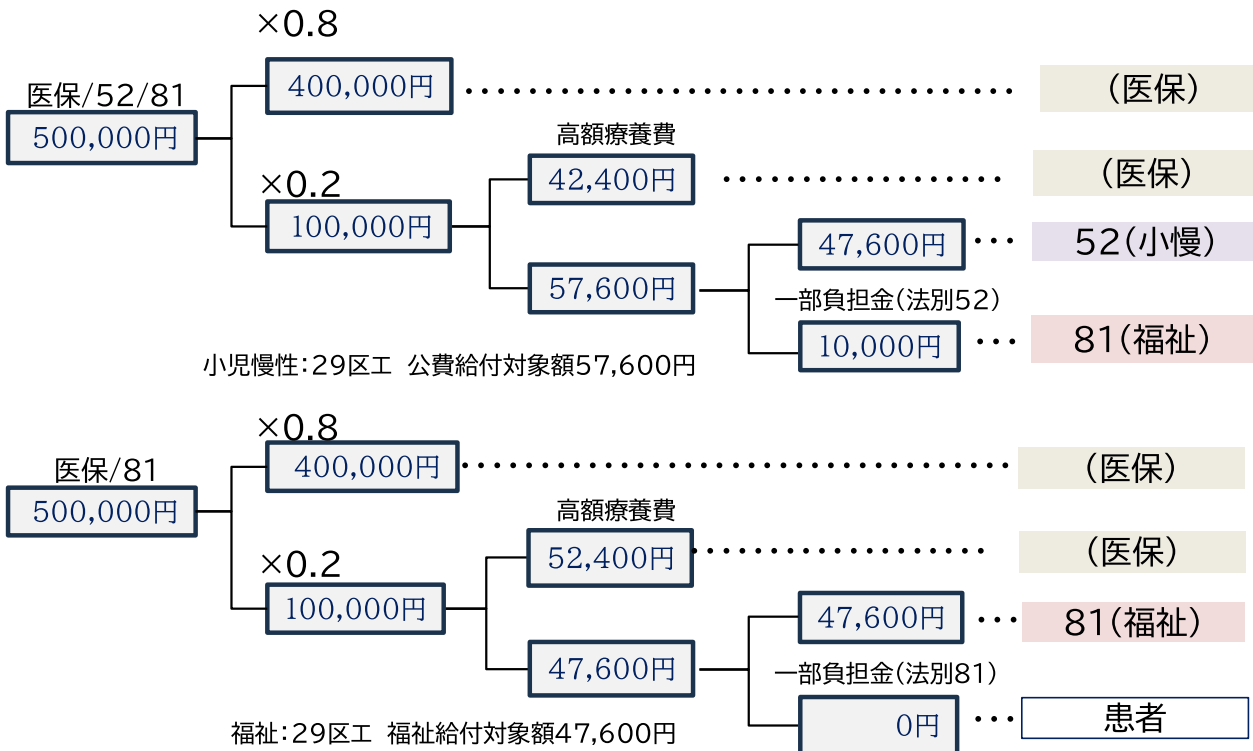 ×0.8
医保/52/81
400,000円
(医保)
500,000円
高額療養費
×0.2
42,400円
(医保)
100,000円
47,600円
52(小慢)
57,600円
一部負担金(法別52)
10,000円
81(福祉)
小児慢性:29区エ 公費給付対象額57,600円
×0.8
医保/81
400,000円
(医保)
500,000円
高額療養費
×0.2
52,400円
(医保)
100,000円
47,600円
81(福祉)
47,600円
一部負担金(法別81)
0円
患者
福祉:29区エ 福祉給付対象額47,600円